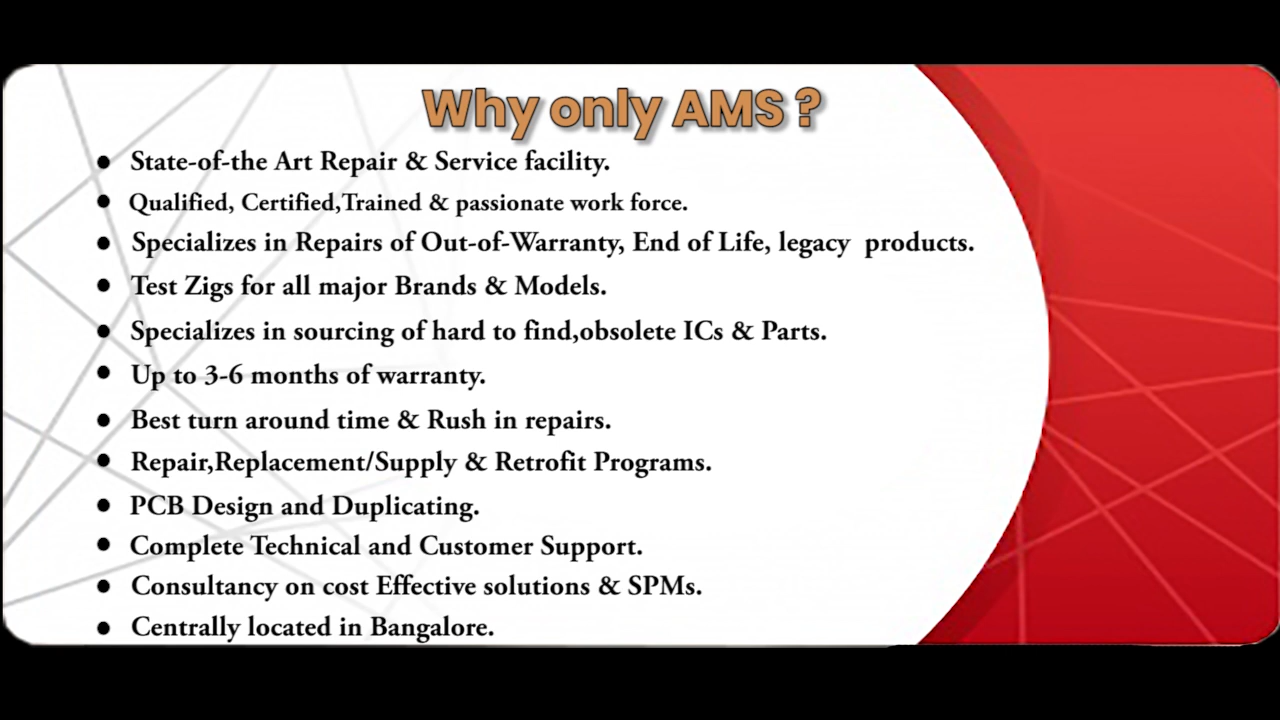 Why only AMS ?
• State-of-the Art Repair & Service facility.
• Qualified, Certified,Trained & passionate work force.
• Specializes in Repairs of Out-of-Warranty, End of Life, legacy  products.
• Test Zigs for all major Brands & Models.
• Specializes in sourcing of hard to find,obsolete ICs & Parts.
• Up to 3-6 months of warranty.
• Best turn around time & Rush in repairs.
• Repair,Replacement/Supply & Retrofit Programs.
• PCB Design and Duplicating.
• Complete Technical and Customer Support.
• Consultancy on cost Effective solutions & SPMs.
• Centrally located in Bangalore.